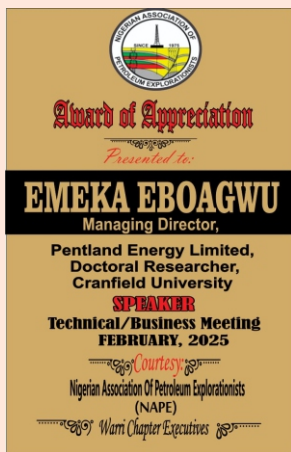 NIGERIAN ASSOCIATION OF
PETROLEUM EXPLORATIONISTS
SINCE 1975
Award of Appreciation
Presented to:
EMEKA EBOAGWU
Managing Director,
Pentland Energy Limited,
Doctoral Researcher,
Cranfield University
SPEAKER
Technical/Business Meeting
FEBRUARY, 2025
Courtesy:
Nigerian Association Of Petroleum Explorationists
(NAPE)
Warri Chapter Executives